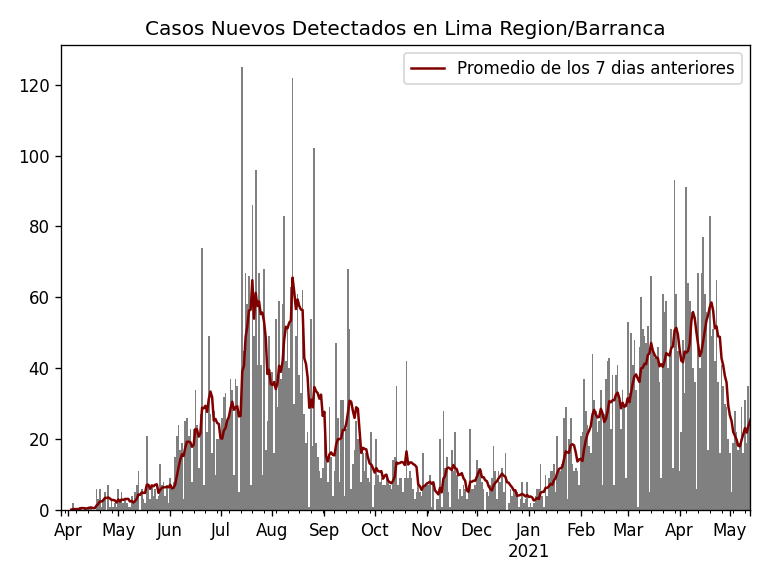 Casos Nuevos Detectados en Lima Region/Barranca
Promedio de los 7 dias anteriores
120
100
80
60
40
20
0
Apr May Jun Jul Aug Sep Oct Nov Dec Jan Feb Mar Apr May
2021